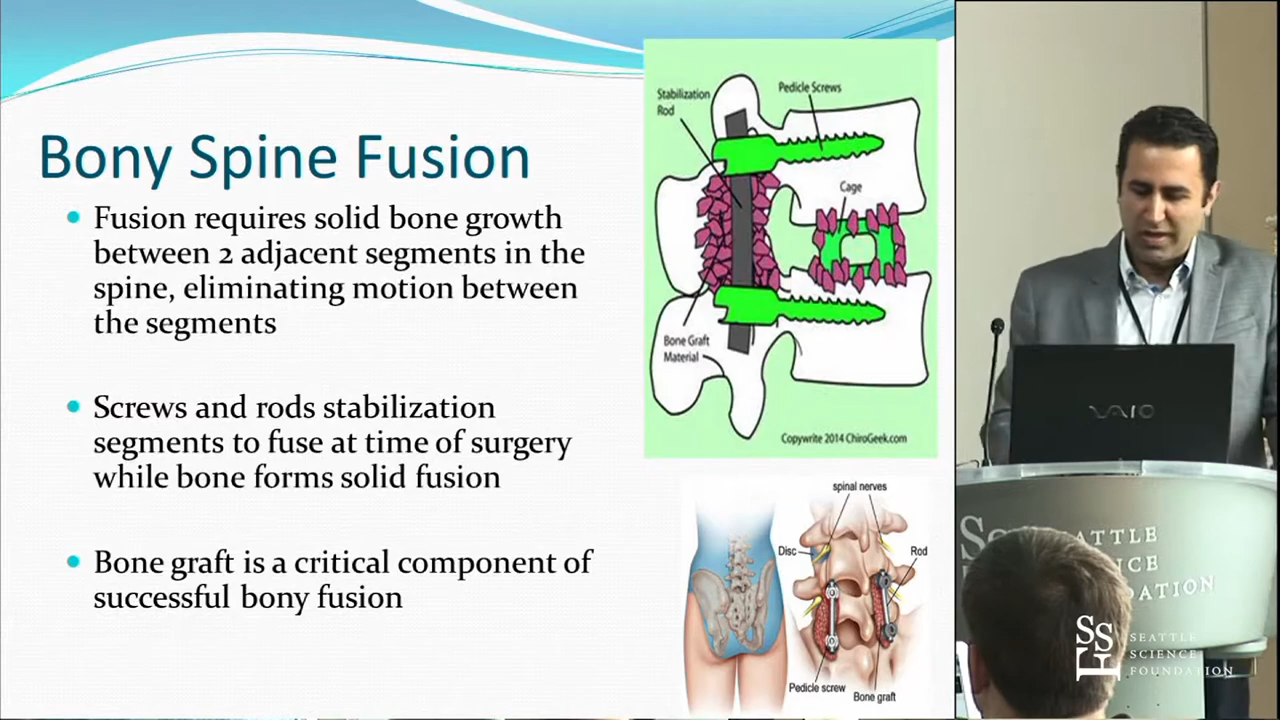 Bony Spine Fusion
Fusion requires solid bone growth
between 2 adjacent segments in the
spine, eliminating motion between
the segments
Screws and rods stabilization
segments to fuse at time of surgery
while bone forms solid fusion
Bone graft is a critical component of
successful bony fusion
Stabilization
Rod
Pedicle Screws
Cage
Bone Graft
Material
Copywrite 2014 ChiroGeek.com
spinal nerves
Disc
Rod
Pedicle screw
Bone graft
VAIO
SEATTLE
SCIENCE
FOUNDATION
SSF
SEATTLE
SCIENCE
FOUNDATION